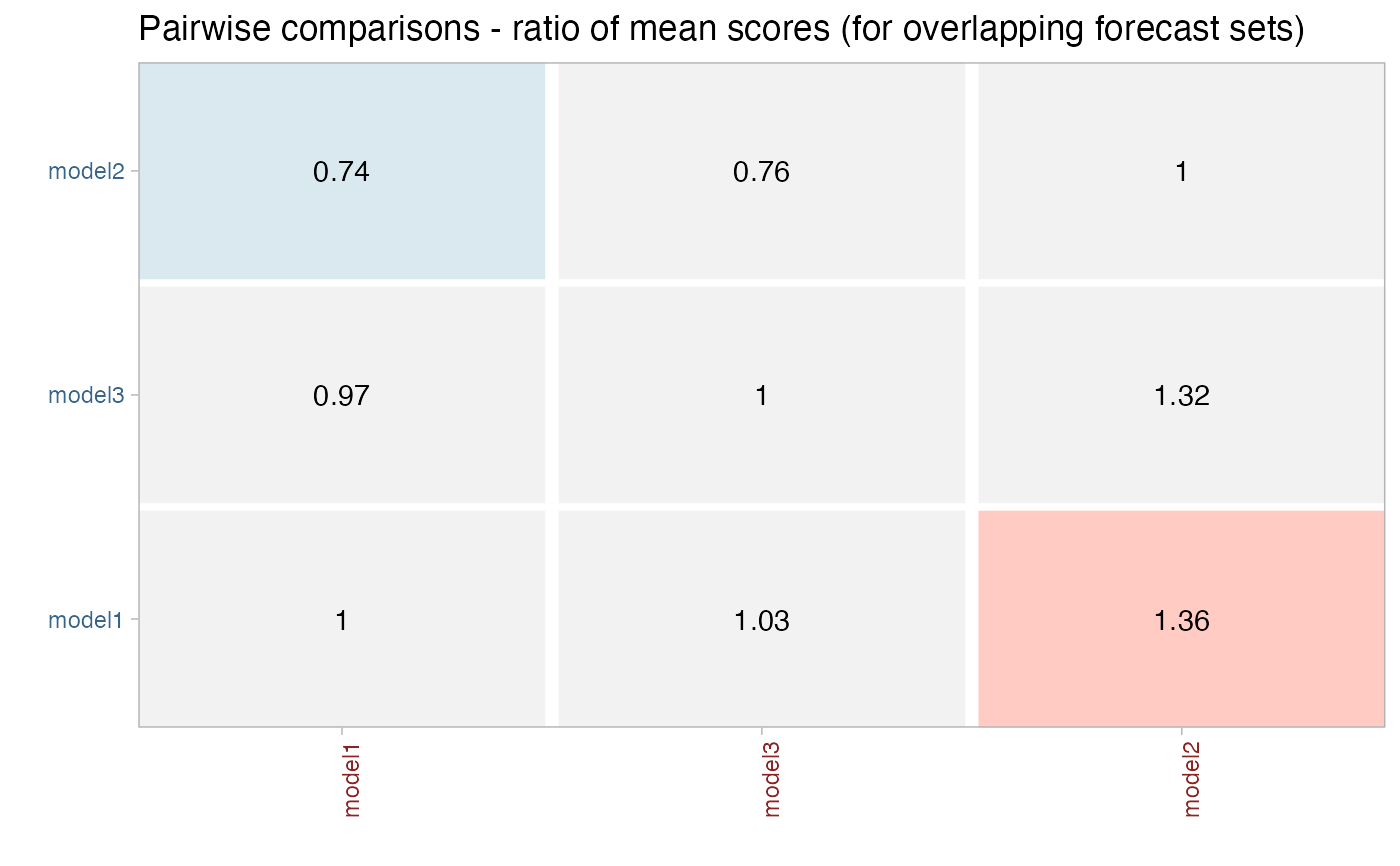 Pairwise comparisons - ratio of mean scores (for overlapping forecast sets)
model2 0.74 0.76 1
model3 0.97 1 1.32
model1 1 1.03 1.36
model1 model3 model2